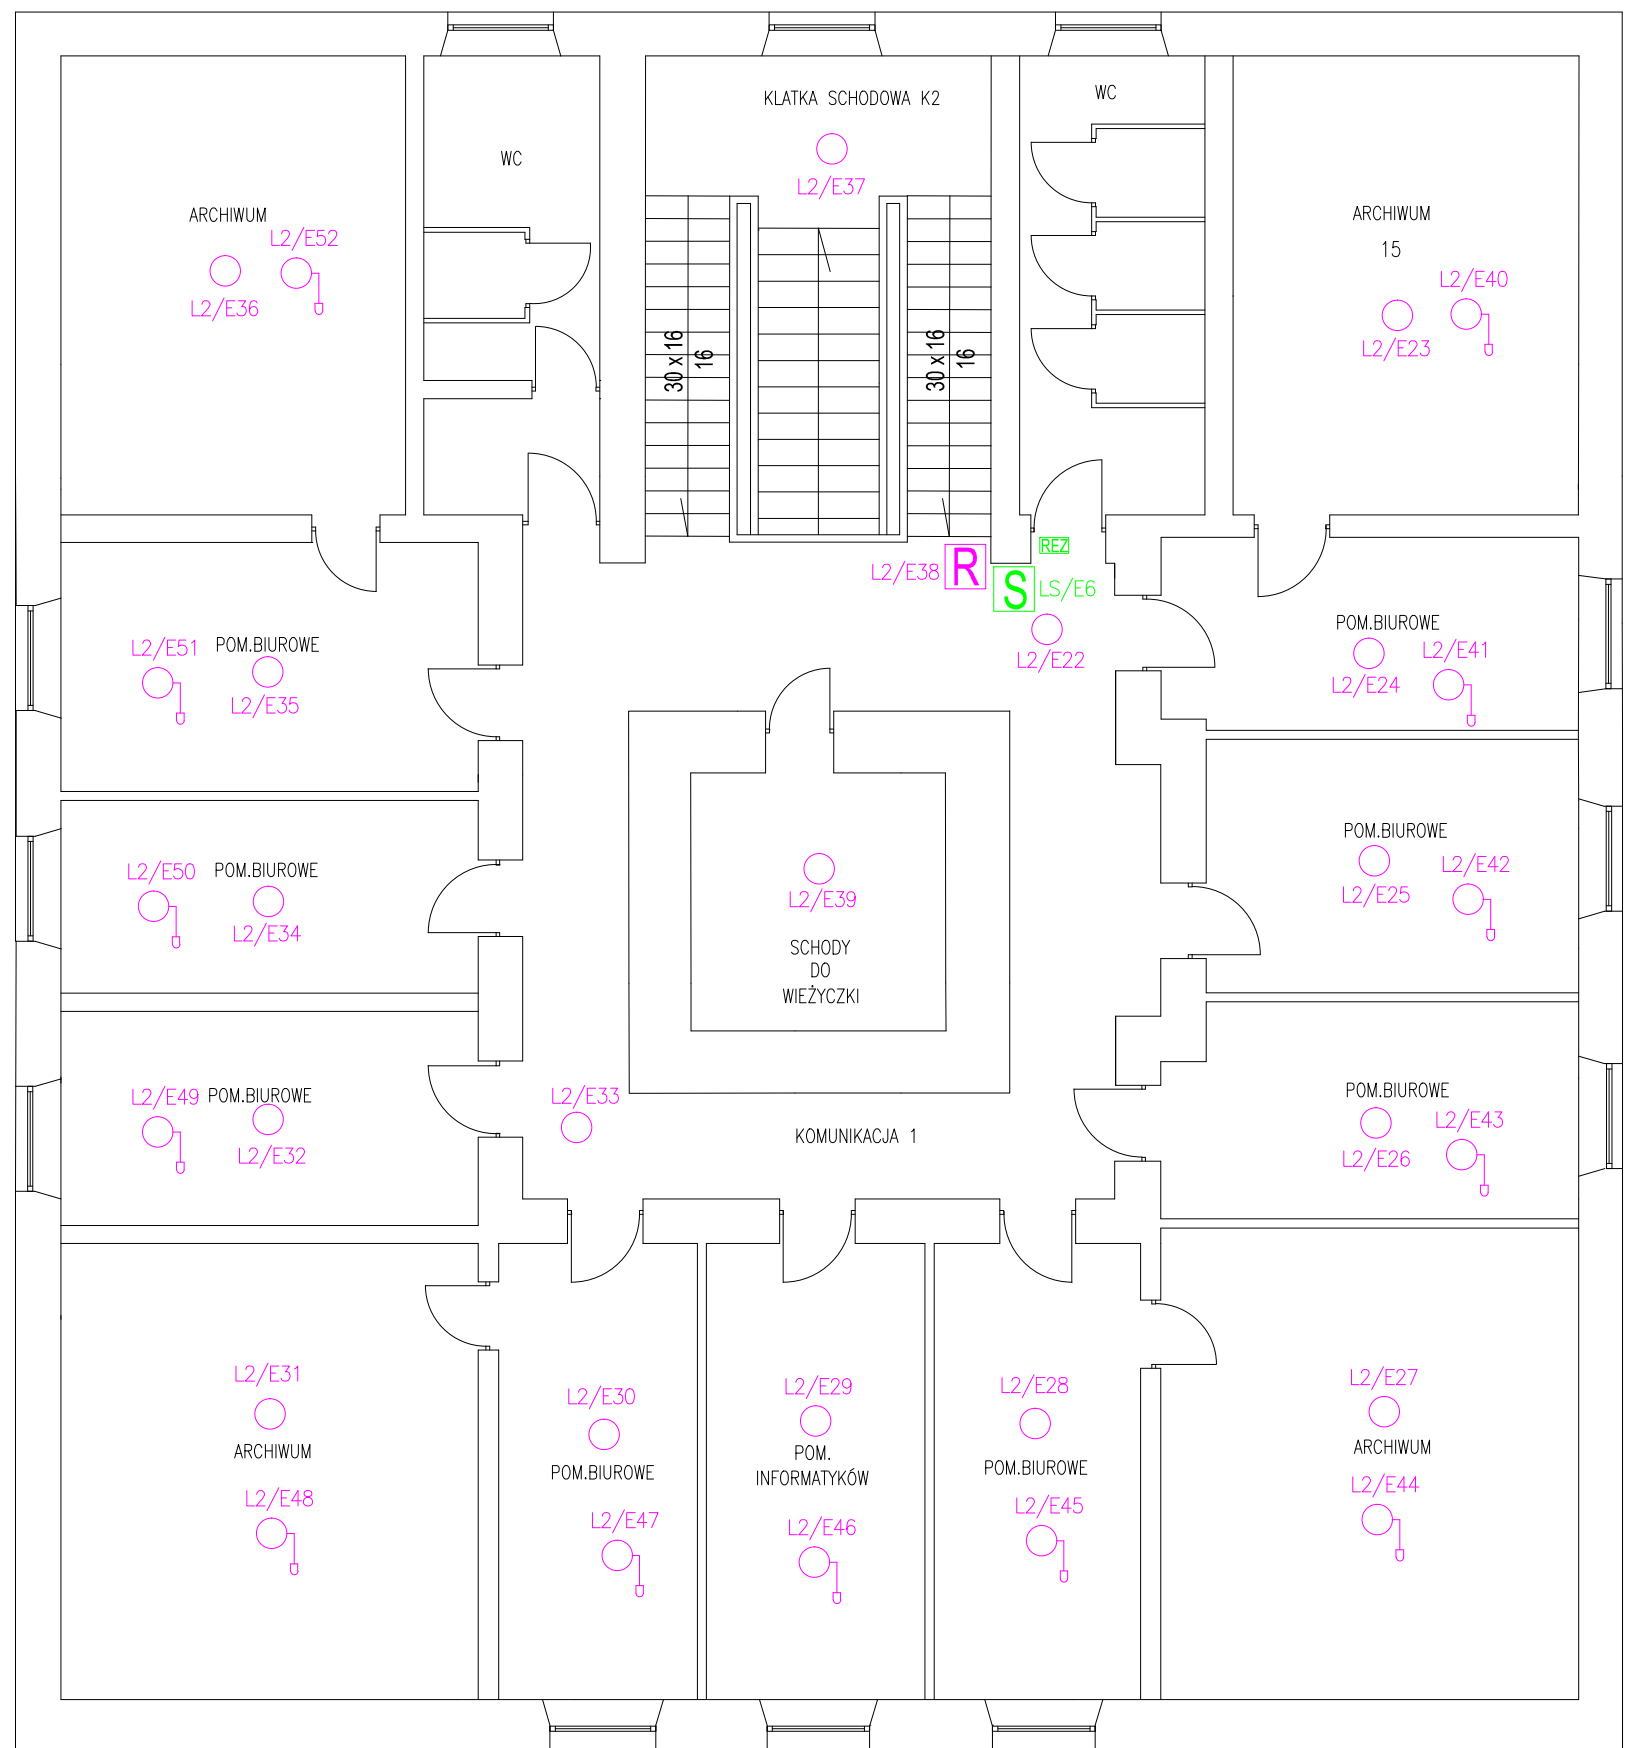 KLATKA SCHODOWA K2
WC
WC
L2/E37
ARCHIWUM
L2/E52
L2/E36
ARCHIWUM
15
L2/E40
L2/E23
30 x 16
16
30 x 16
16
REZ
L2/E38
R
S
LS/E6
L2/E22
L2/E51
POM.BIUROWE
L2/E35
POM.BIUROWE
L2/E41
L2/E24
POM.BIUROWE
L2/E42
L2/E25
L2/E50
POM.BIUROWE
L2/E34
L2/E39
SCHODY
DO
WIEŻYCZKI
L2/E49
POM.BIUROWE
L2/E32
L2/E33
KOMUNIKACJA 1
POM.BIUROWE
L2/E43
L2/E26
L2/E31
ARCHIWUM
L2/E48
L2/E30
POM.BIUROWE
L2/E47
L2/E29
POM.
INFORMATYKÓW
L2/E46
L2/E28
POM.BIUROWE
L2/E45
L2/E27
ARCHIWUM
L2/E44